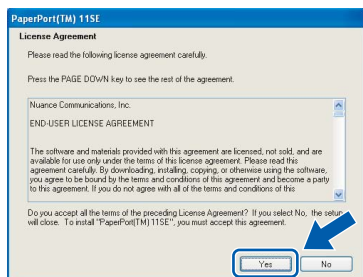 PaperPort(TM) 11SE
License Agreement
Please read the following license agreement carefully.
Press the PAGE DOWN key to see the rest of the agreement.
Nuance Communications, Inc.
END-USER LICENSE AGREEMENT
The software and materials provided with this agreement are licensed, not sold, and are
available for use only under the terms of this license agreement. Please read this
agreement carefully. By downloading, installing, copying, or otherwise using the software,
you agree to be bound by the terms and conditions of this agreement and become a party
to this agreement. If you do not agree with all of the terms and conditions of this
Do you accept all the terms of the preceding License Agreement? If you select No, the setup
will close. To install "PaperPort(TM) 11SE", you must accept this agreement.
Yes
No